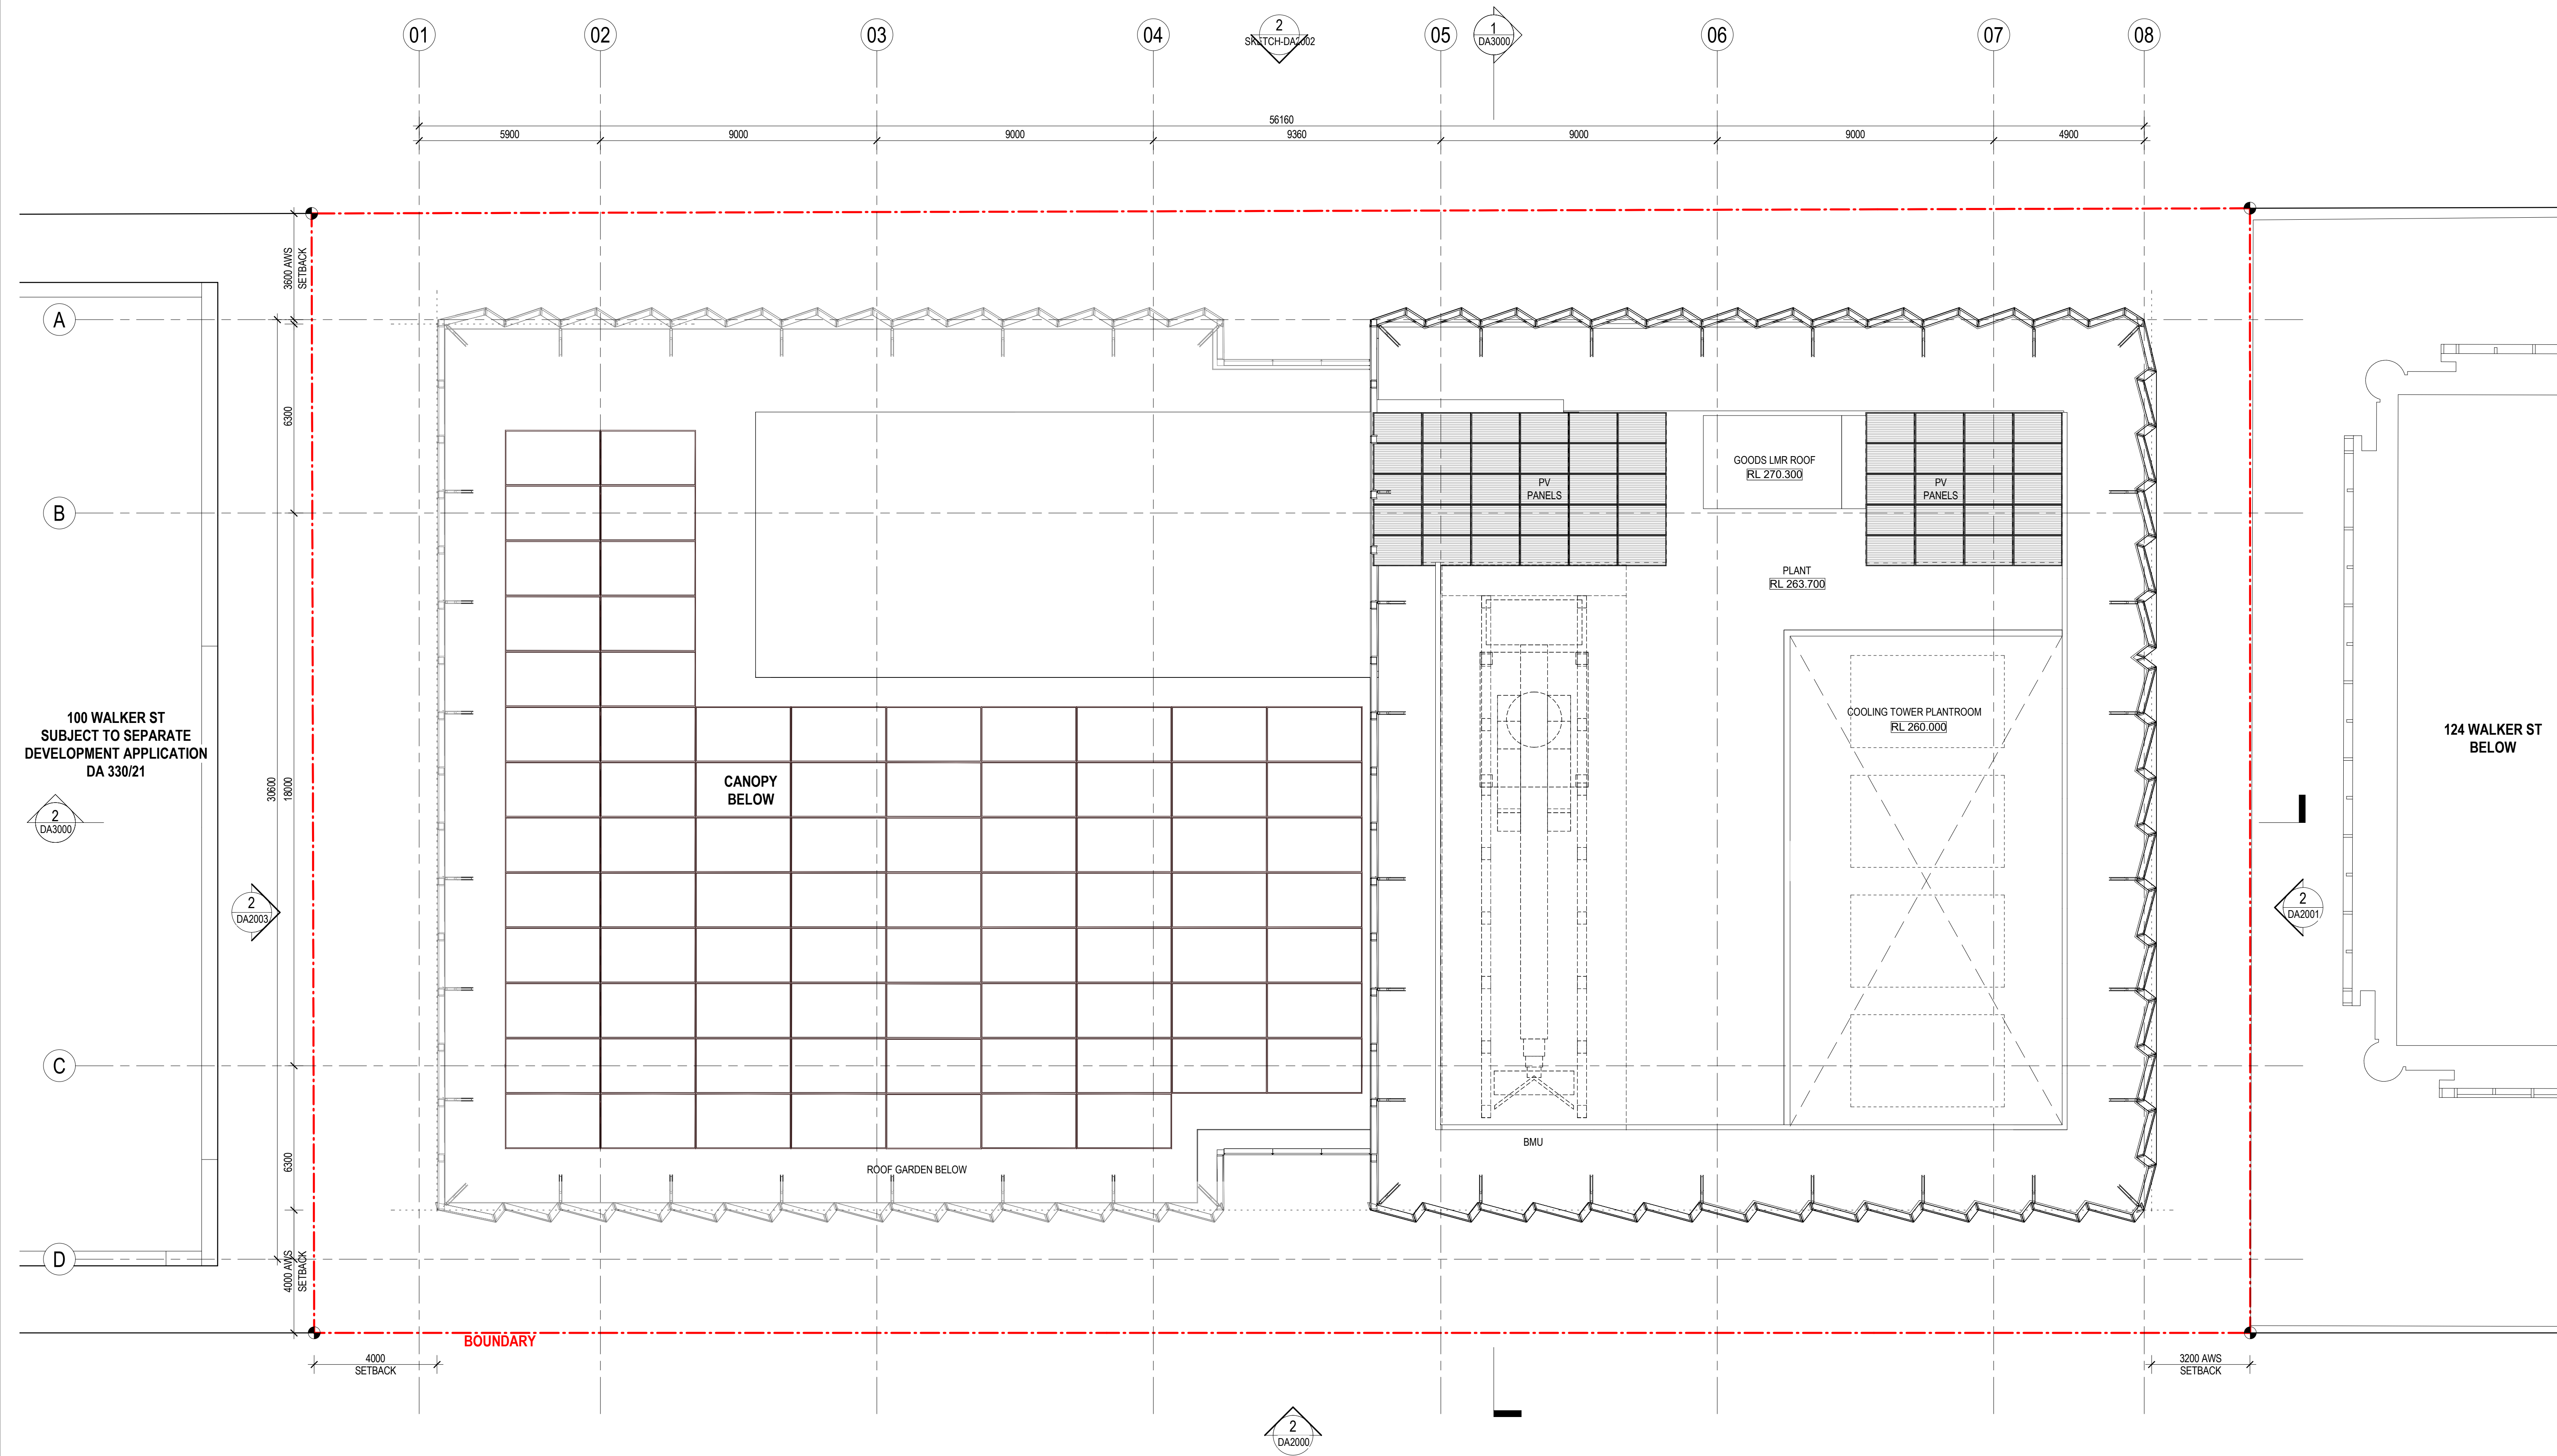 01
02
03
04
2
SKETCH-DA2002
05
1
DA3000
06
07
08
56160
5900
9000
9000
9360
9000
9000
4900
3600 AWS
SETBACK
A
6300
GOODS LMR ROOF
RL 270.300
PV
PANELS
PV
PANELS
B
PLANT
RL 263.700
100 WALKER ST
SUBJECT TO SEPARATE
DEVELOPMENT APPLICATION
DA 330/21
COOLING TOWER PLANTROOM
RL 260.000
124 WALKER ST
BELOW
CANOPY
BELOW
30600
18000
2
DA3000
2
DA2003
2
DA2001
C
BMU
6300
ROOF GARDEN BELOW
D
4000 AWS
SETBACK
BOUNDARY
4000
SETBACK
3200 AWS
SETBACK
2
DA2000